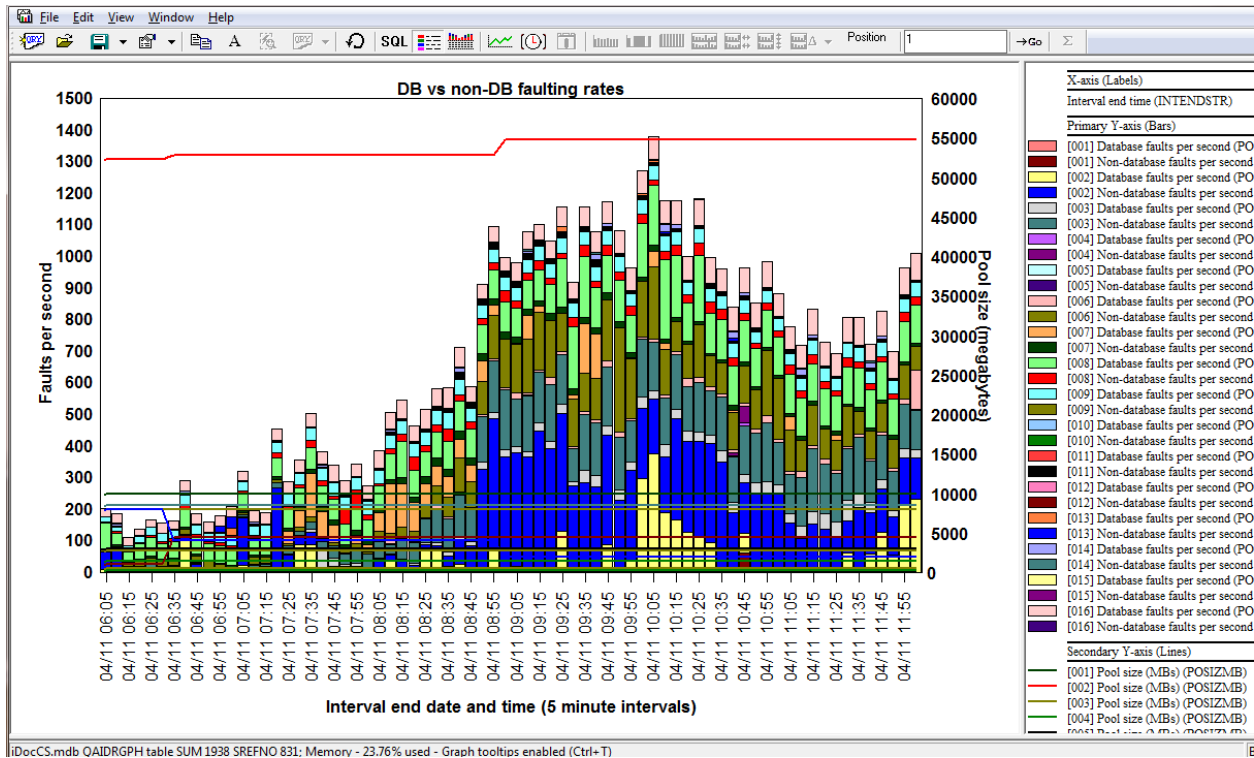 File Edit View Window Help
QRY QRY SQL Position 1 Go Σ
DB vs non-DB faulting rates
1500
1400
1300
1200
1100
1000
900
800
700
600
500
400
300
200
100
0
Faults per second
60000
55000
50000
45000
40000
35000
30000
25000
20000
15000
10000
5000
0
Pool size (megabytes)
04/11 06:05
04/11 06:15
04/11 06:25
04/11 06:35
04/11 06:45
04/11 06:55
04/11 07:05
04/11 07:15
04/11 07:25
04/11 07:35
04/11 07:45
04/11 07:55
04/11 08:05
04/11 08:15
04/11 08:25
04/11 08:35
04/11 08:45
04/11 08:55
04/11 09:05
04/11 09:15
04/11 09:25
04/11 09:35
04/11 09:45
04/11 09:55
04/11 10:05
04/11 10:15
04/11 10:25
04/11 10:35
04/11 10:45
04/11 10:55
04/11 11:05
04/11 11:15
04/11 11:25
04/11 11:35
04/11 11:45
04/11 11:55
Interval end date and time (5 minute intervals)
X-axis (Labels)
Interval end time (INTENDSTR)
Primary Y-axis (Bars)
[001] Database faults per second (PO
[001] Non-database faults per second
[002] Database faults per second (PO
[002] Non-database faults per second
[003] Database faults per second (PO
[003] Non-database faults per second
[004] Database faults per second (PO
[004] Non-database faults per second
[005] Database faults per second (PO
[005] Non-database faults per second
[006] Database faults per second (PO
[006] Non-database faults per second
[007] Database faults per second (PO
[007] Non-database faults per second
[008] Database faults per second (PO
[008] Non-database faults per second
[009] Database faults per second (PO
[009] Non-database faults per second
[010] Database faults per second (PO
[010] Non-database faults per second
[011] Database faults per second (PO
[011] Non-database faults per second
[012] Database faults per second (PO
[012] Non-database faults per second
[013] Database faults per second (PO
[013] Non-database faults per second
[014] Database faults per second (PO
[014] Non-database faults per second
[015] Database faults per second (PO
[015] Non-database faults per second
[016] Database faults per second (PO
[016] Non-database faults per second
Secondary Y-axis (Lines)
[001] Pool size (MBs) (POSIZMB)
[002] Pool size (MBs) (POSIZMB)
[003] Pool size (MBs) (POSIZMB)
[004] Pool size (MBs) (POSIZMB)
[005] Pool size (MBs) (POSIZMB)
iDocCS.mdb QAIDRGPH table SUM 1938 SREFNO 831; Memory - 23.76% used - Graph tooltips enabled (Ctrl+T)